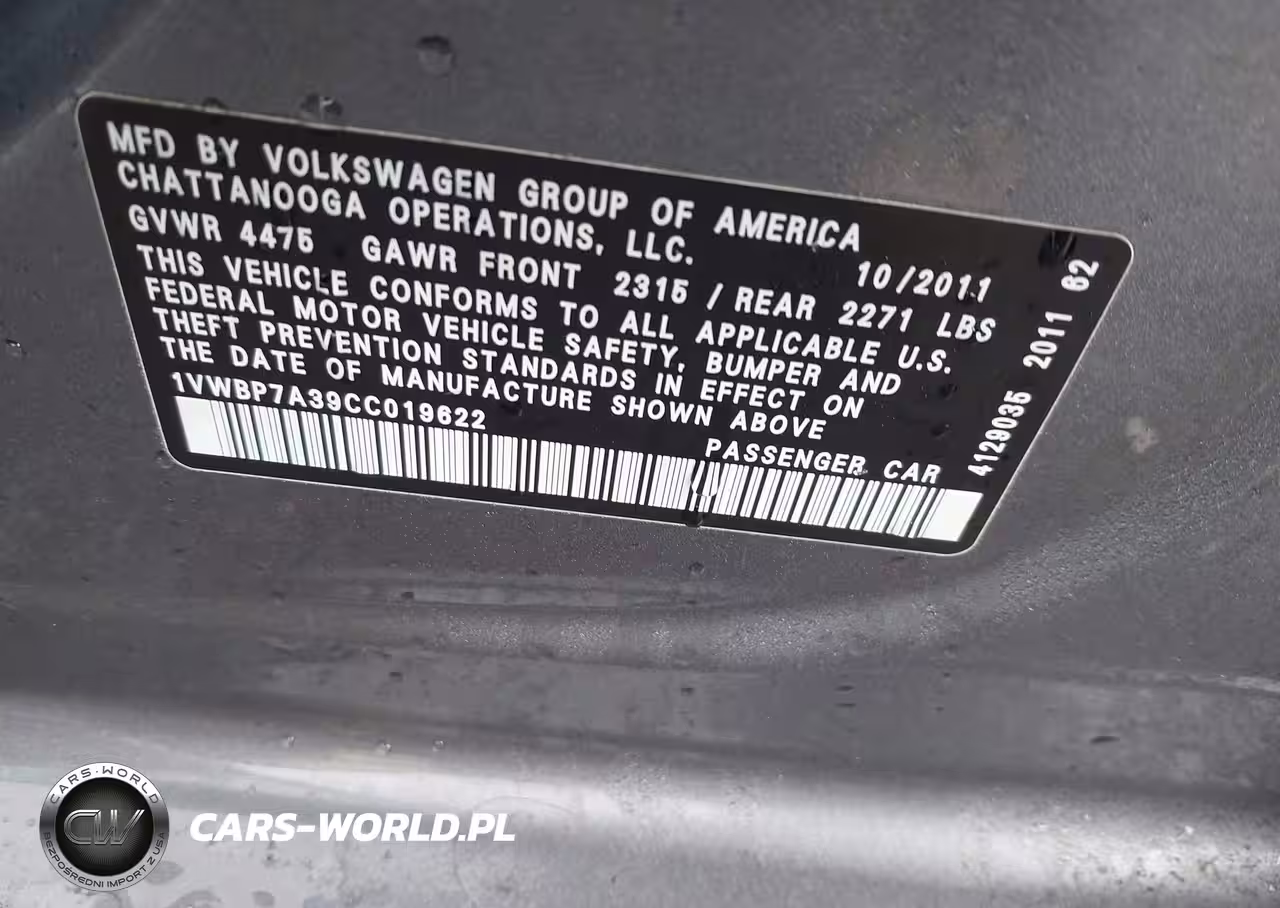 MFD BY VOLKSWAGEN GROUP OF AMERICA
CHATTANOOGA OPERATIONS, LLC.
10/2011
GVWR 4475 GAWR FRONT 2315 / REAR 2271 LBS
THIS VEHICLE CONFORMS TO ALL APPLICABLE U.S.
FEDERAL MOTOR VEHICLE SAFETY, BUMPER AND
THEFT PREVENTION STANDARDS IN EFFECT ON
THE DATE OF MANUFACTURE SHOWN ABOVE
1VWBP7A39CC019622
PASSENGER CAR
4129035 2011 62
CARS-WORLD
CW
BEZPOŚREDNI IMPORT Z USA
CARS-WORLD.PL